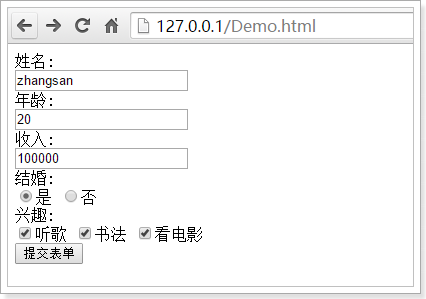 127.0.0.1/Demo.html
姓名:
zhangsan
年龄:
20
收入:
100000
结婚:
是 否
兴趣:
听歌 书法 看电影
提交表单